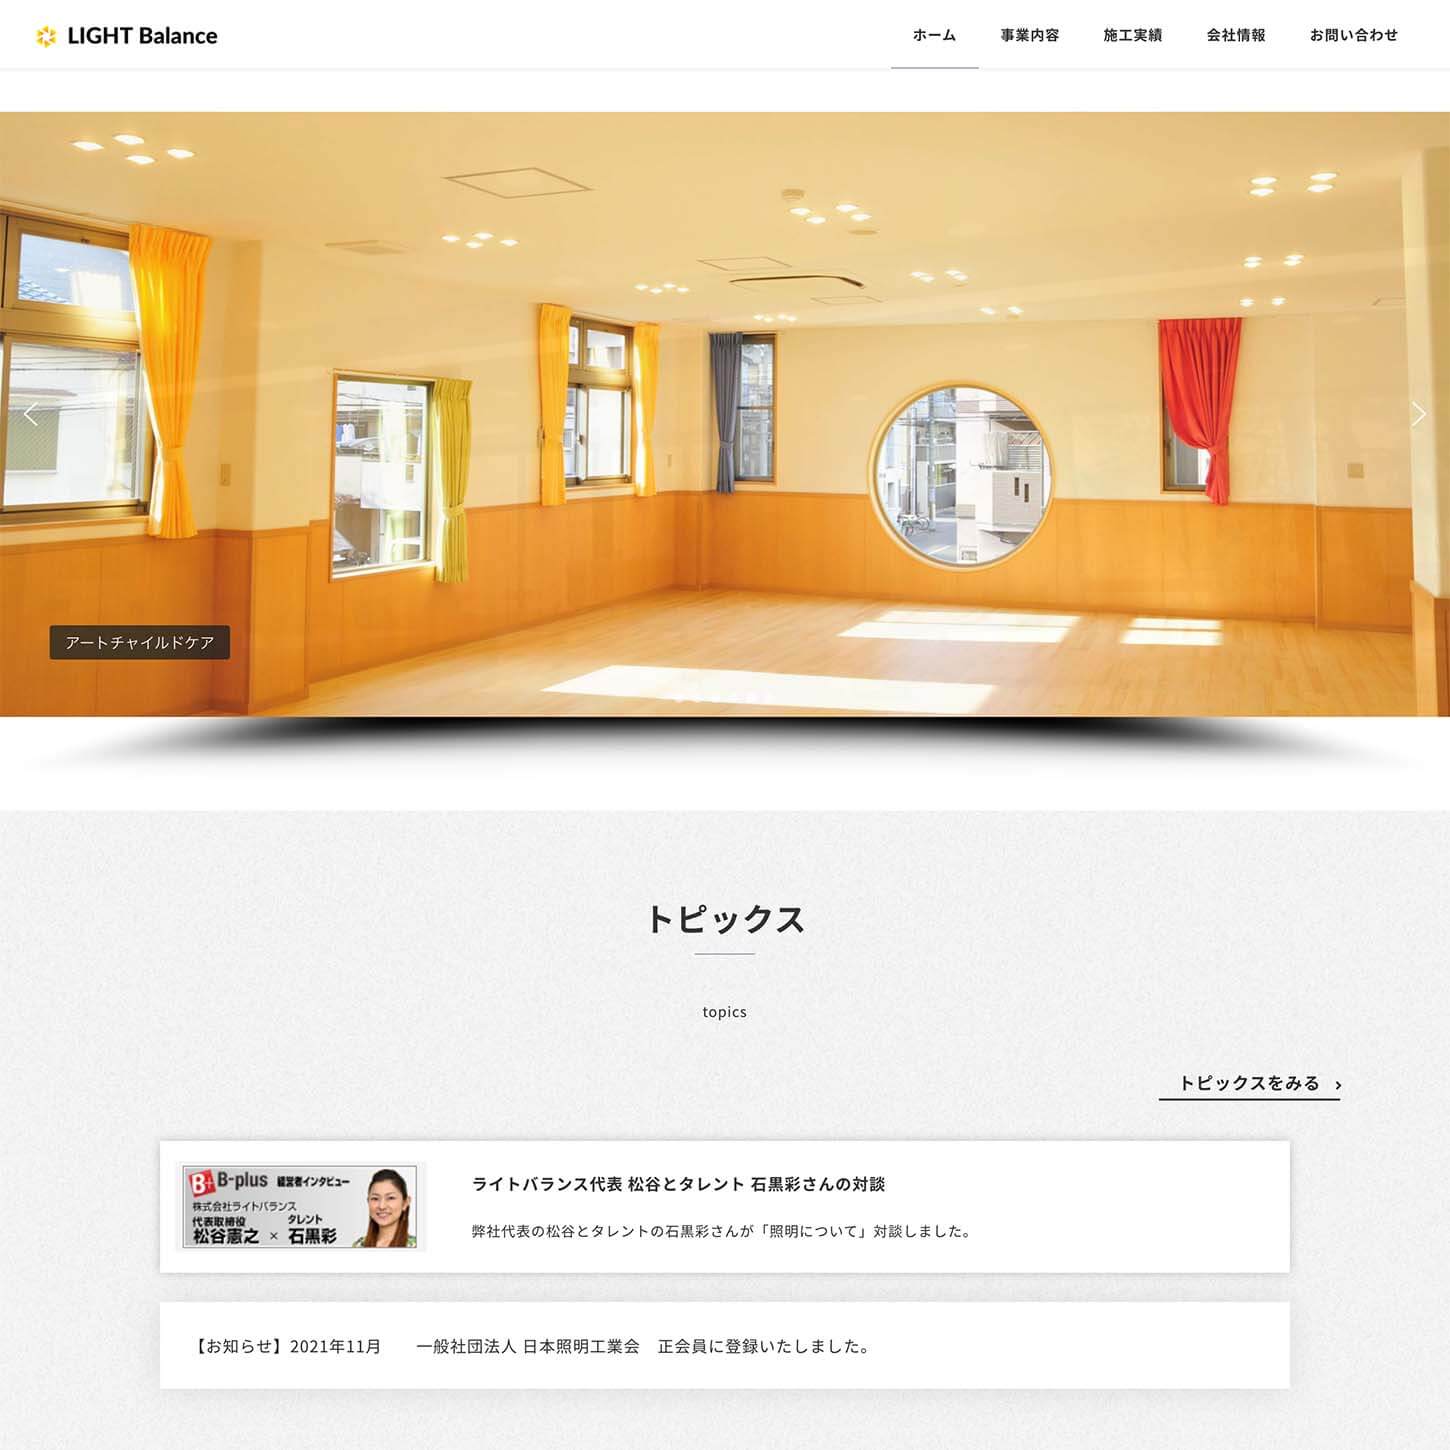 LIGHT Balance
ホーム 事業内容 施工実績 会社情報 お問い合わせ
アートチャイルドケア
トピックス
topics
トピックスをみる
B+ B-plus 経営者インタビュー
株式会社ライトバランス
代表取締役 タレント
松谷憲之 × 石黒彩
ライトバランス代表 松谷とタレント 石黒彩さんの対談
弊社代表の松谷とタレントの石黒彩さんが「照明について」対談しました。
【お知らせ】2021年11月　　一般社団法人 日本照明工業会　正会員に登録いたしました。